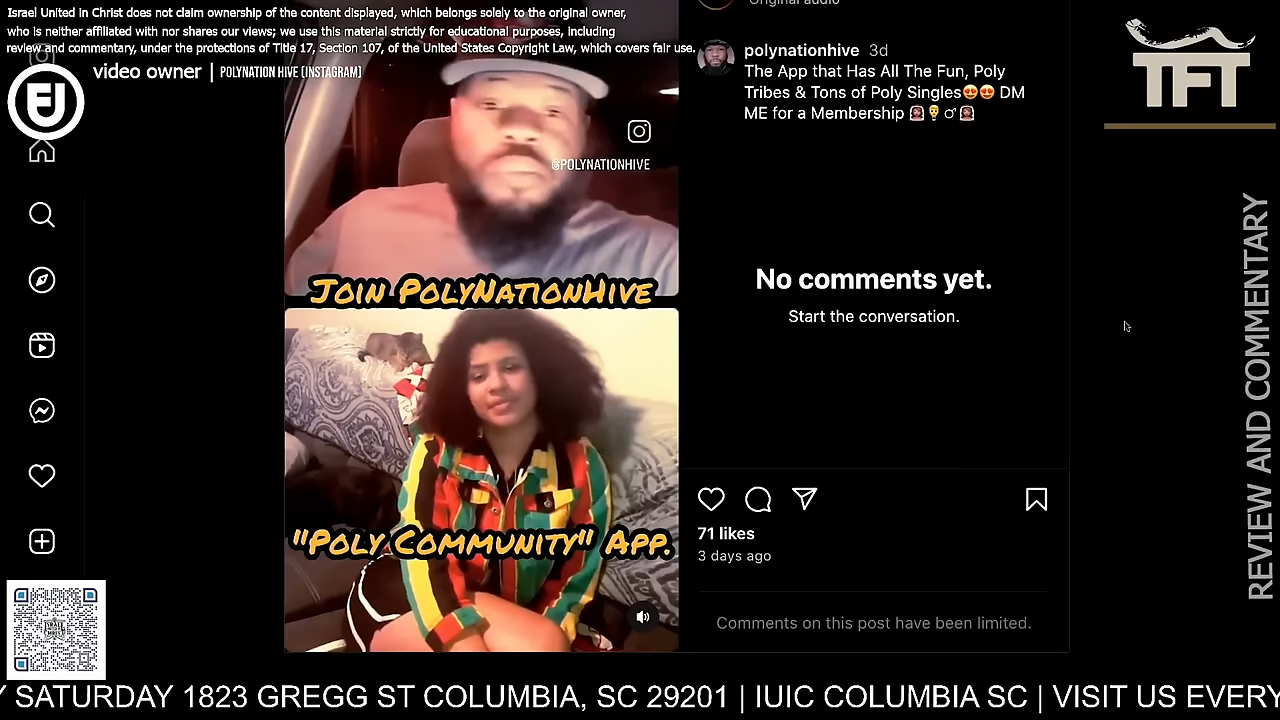 Israel United in Christ does not claim ownership of the content displayed, which belongs solely to the original owner,
who is neither affiliated with nor shares our views; we use this material strictly for educational purposes, including
review and commentary, under the protections of Title 17, Section 107, of the United States Copyright Law, which covers fair use.
video owner | POLYNATION HIVE (INSTAGRAM)
Original audio
TFT
polynationhive 3d
The App that Has All The Fun, Poly
Tribes & Tons of Poly Singles😍😍 DM
ME for a Membership
@POLYNATIONHIVE
JOIN POLYNATIONHIVE
"POLY COMMUNITY" APP.
No comments yet.
Start the conversation.
71 likes
3 days ago
Comments on this post have been limited.
REVIEW AND COMMENTARY
Y SATURDAY 1823 GREGG ST COLUMBIA, SC 29201 | IUIC COLUMBIA SC | VISIT US EVERY